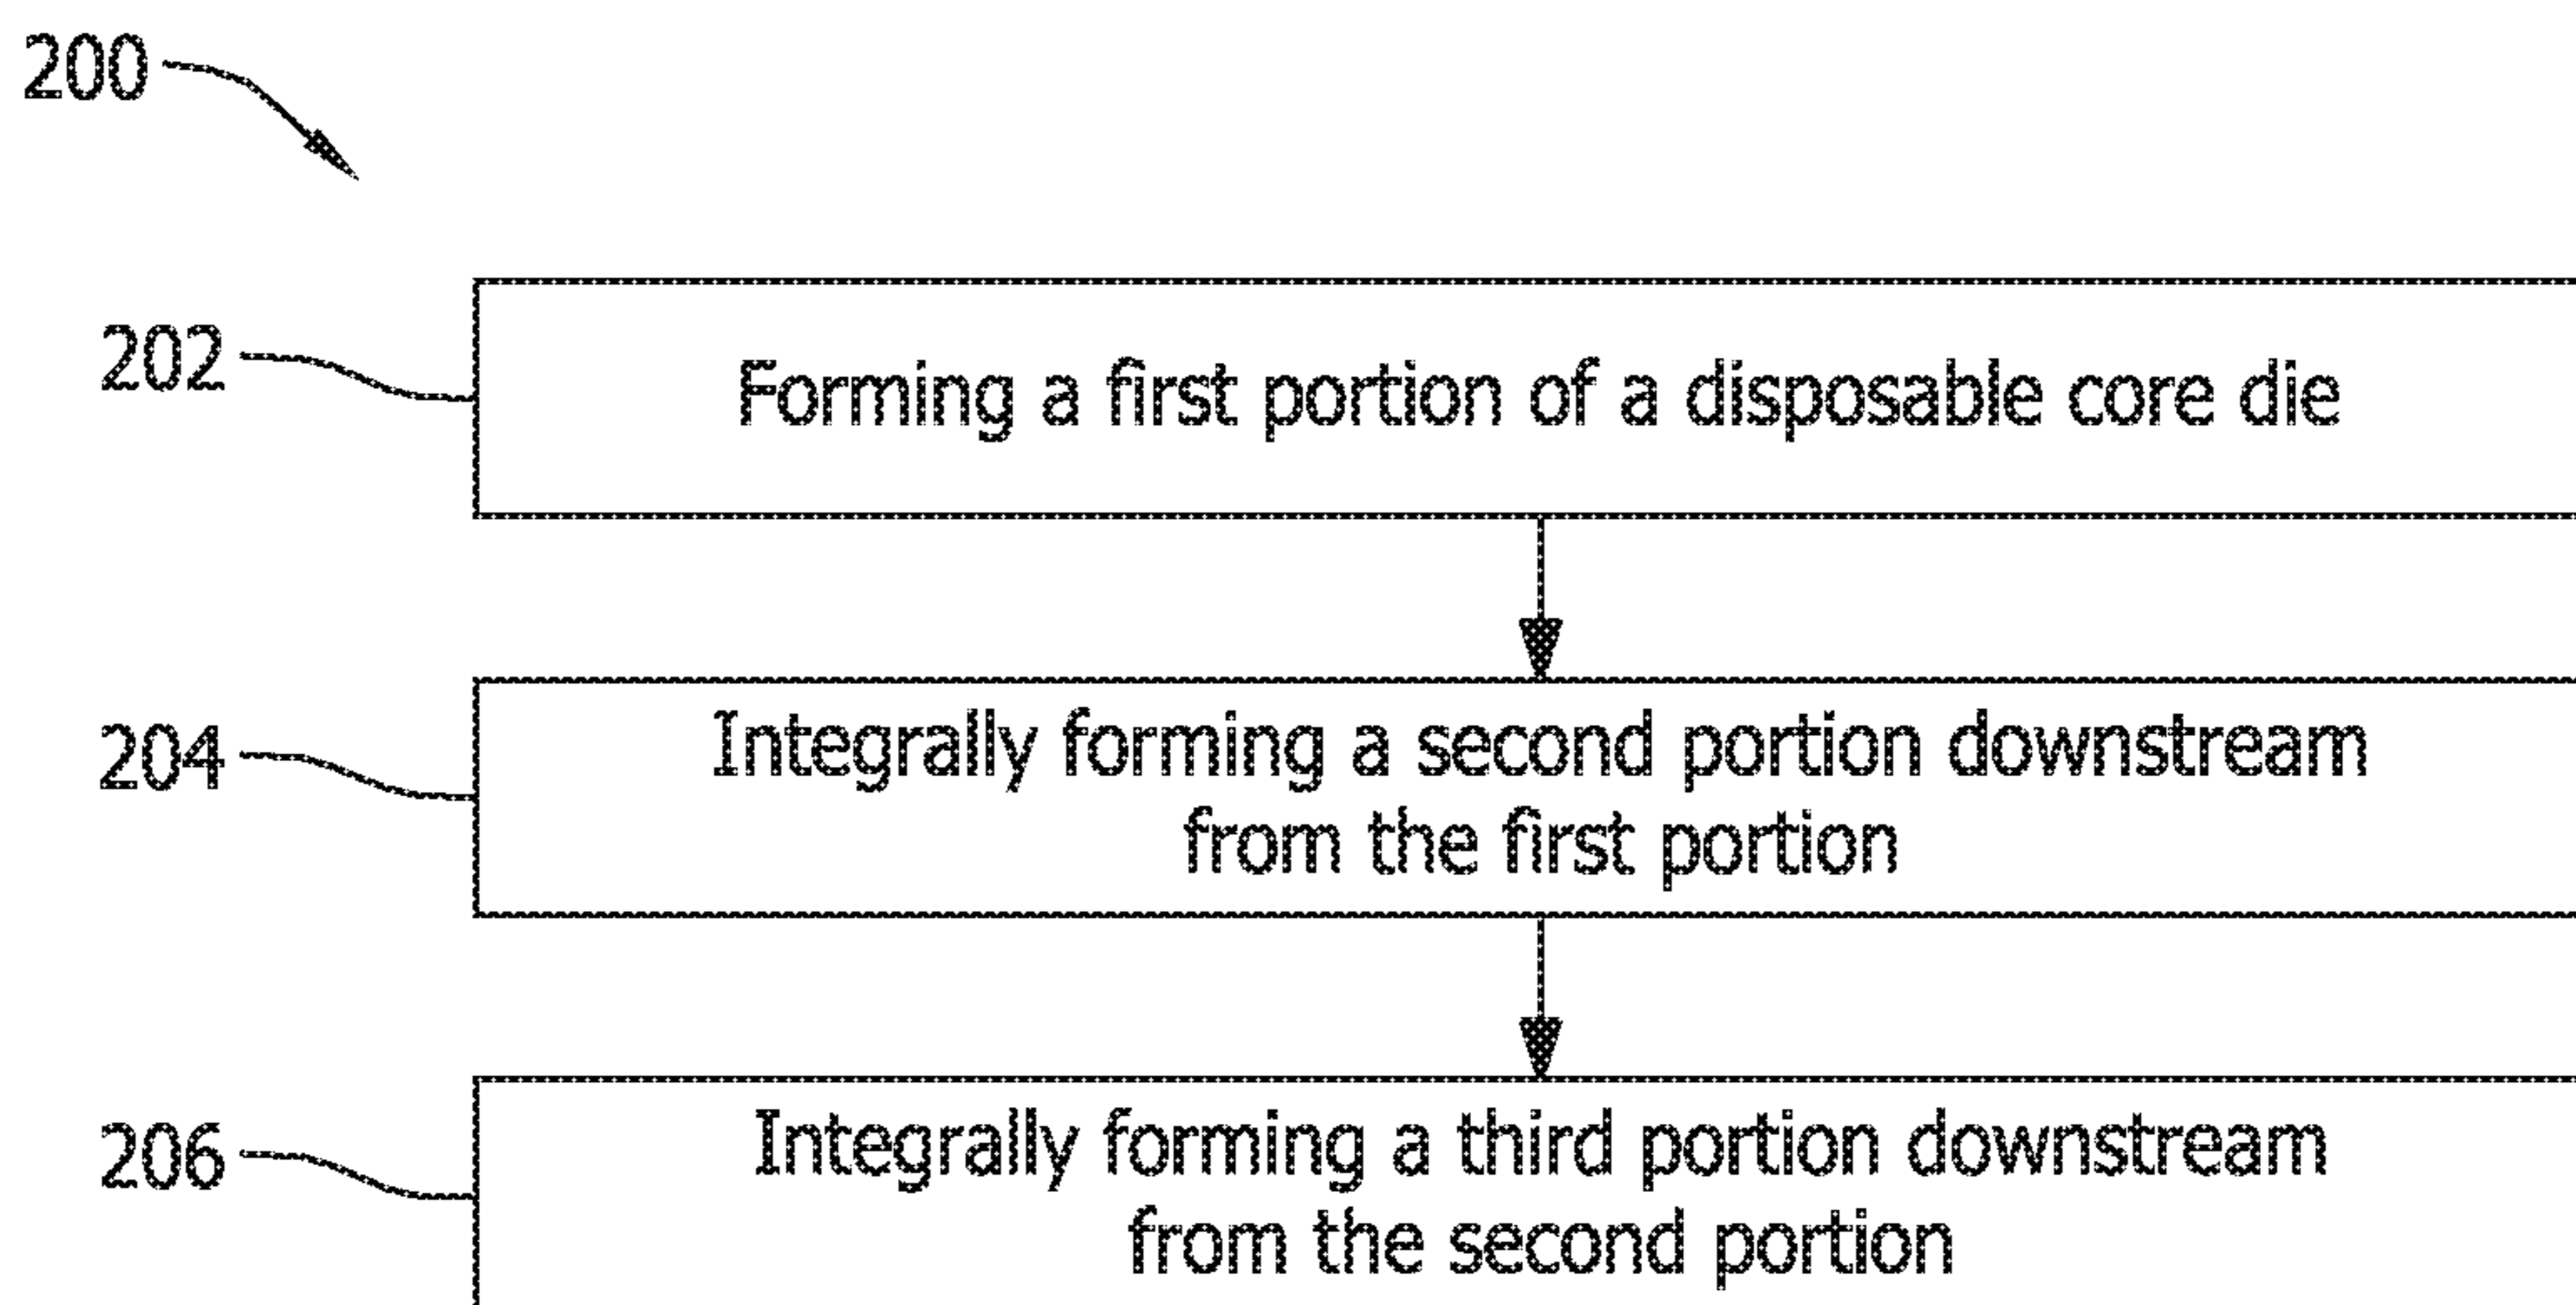 200
202
Forming a first portion of a disposable core die
204
Integrally forming a second portion downstream
from the first portion
206
Integrally forming a third portion downstream
from the second portion